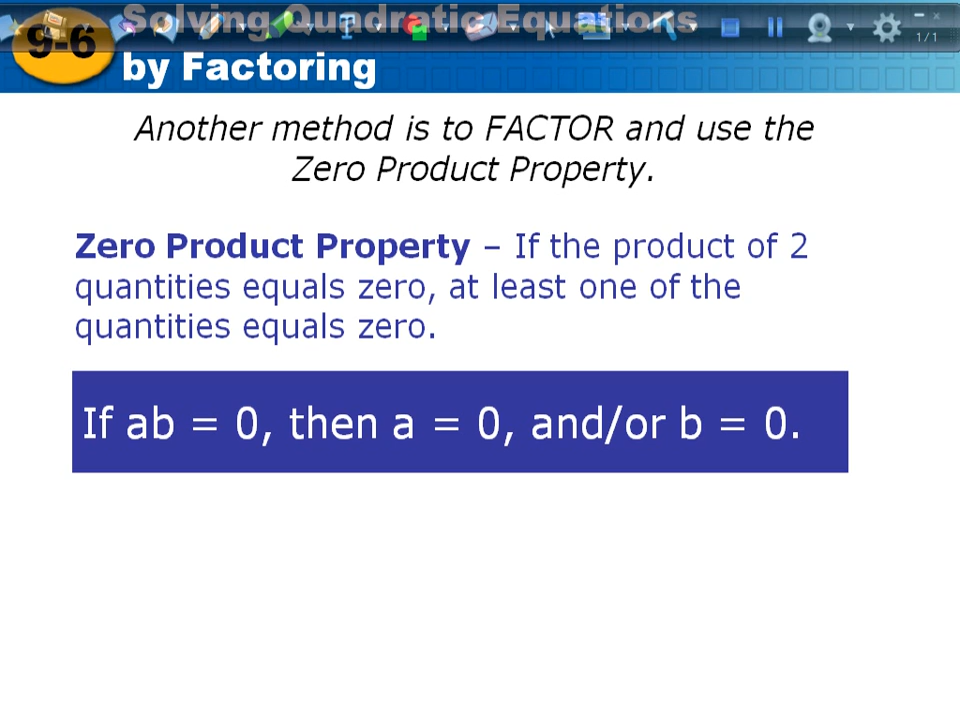 Solving Quadratic Equations
9-6
by Factoring
1/1
Another method is to FACTOR and use the
Zero Product Property.
Zero Product Property – If the product of 2
quantities equals zero, at least one of the
quantities equals zero.
If ab = 0, then a = 0, and/or b = 0.